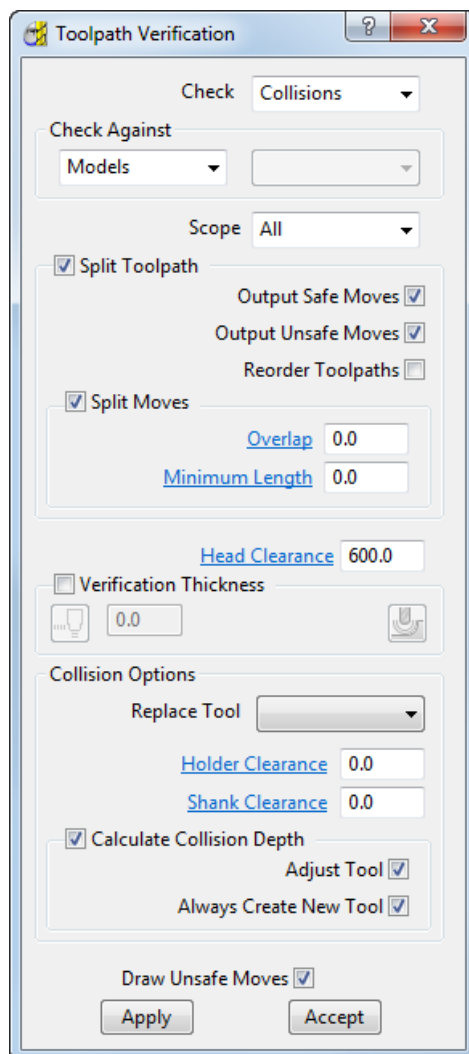 Toolpath Verification
Check Collisions
Check Against
Models
Scope All
Split Toolpath
Output Safe Moves
Output Unsafe Moves
Reorder Toolpaths
Split Moves
Overlap 0.0
Minimum Length 0.0
Head Clearance 600.0
Verification Thickness
0.0
Collision Options
Replace Tool
Holder Clearance 0.0
Shank Clearance 0.0
Calculate Collision Depth
Adjust Tool
Always Create New Tool
Draw Unsafe Moves
Apply Accept